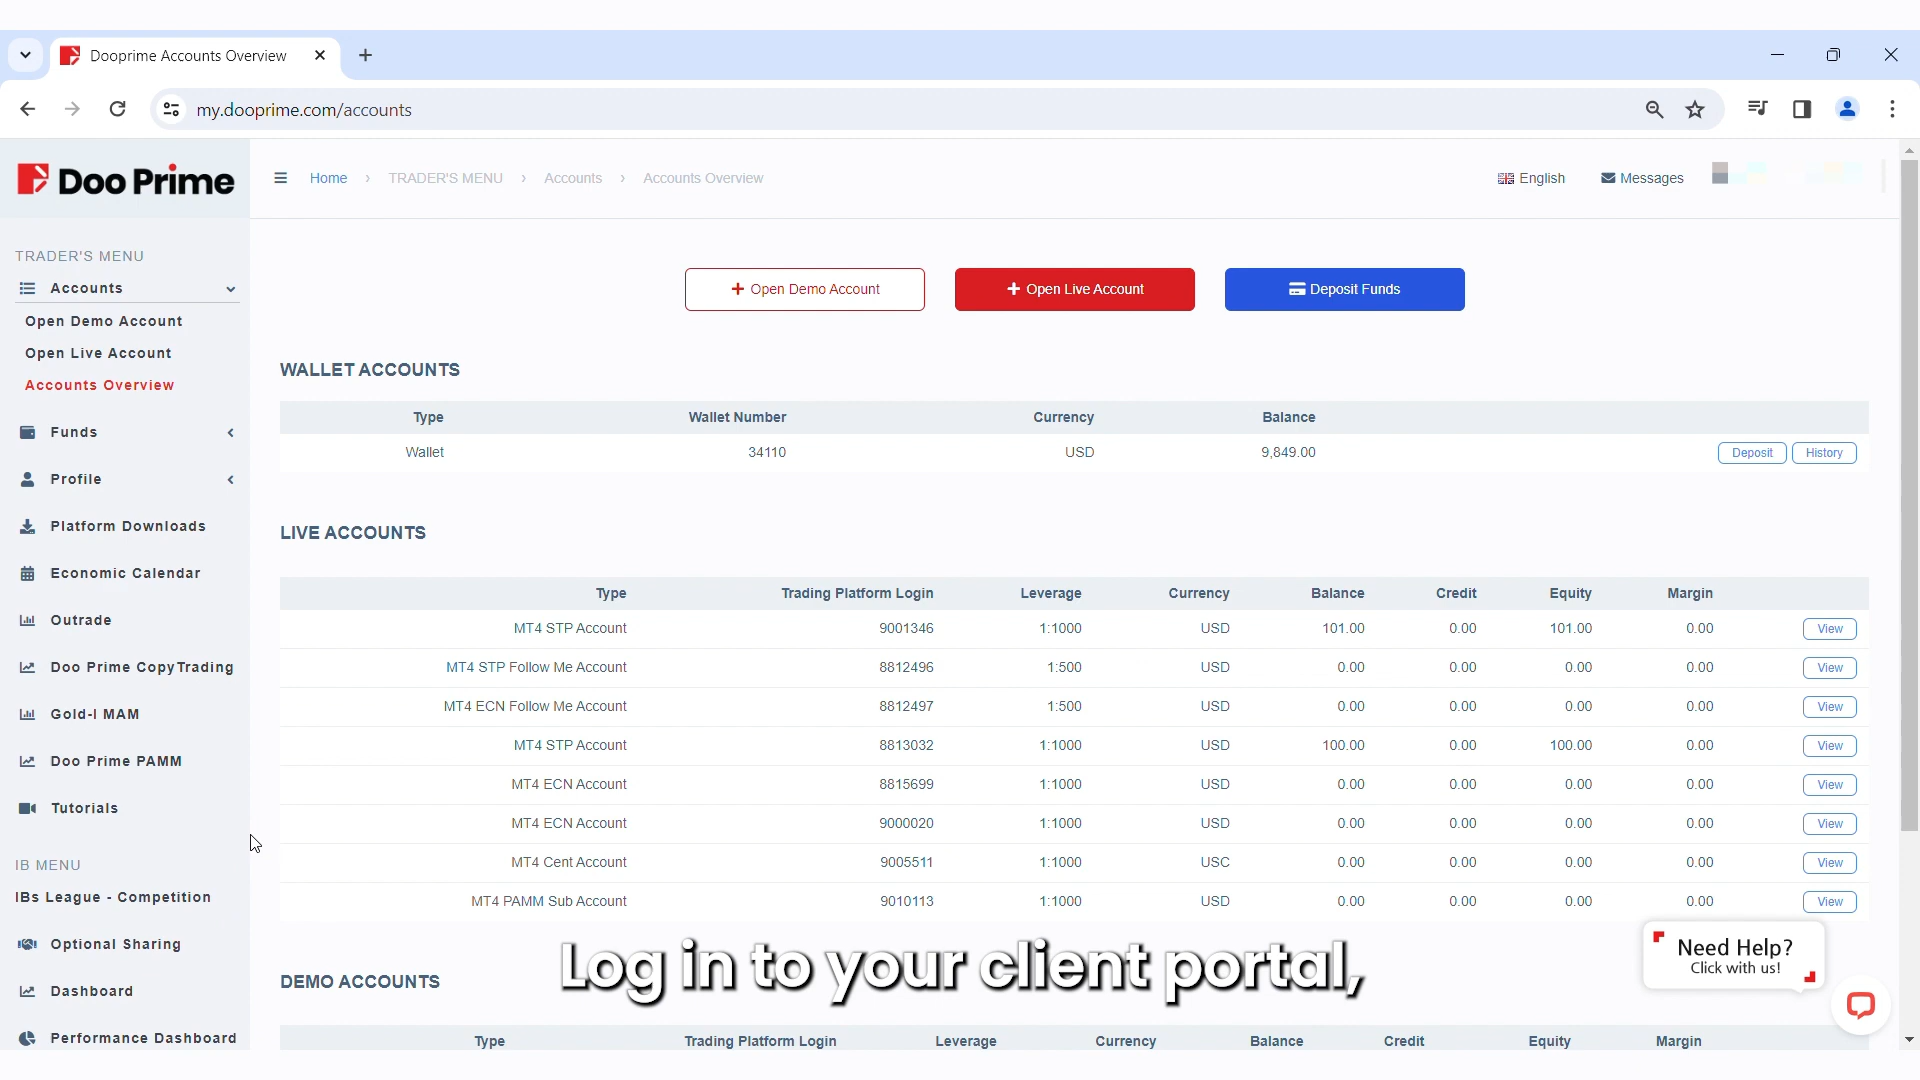 Dooprime Accounts Overview
my.dooprime.com/accounts
Doo Prime
Home > TRADER'S MENU > Accounts > Accounts Overview
English Messages
TRADER'S MENU
Accounts
Open Demo Account
Open Live Account
Accounts Overview
Funds
Profile
Platform Downloads
Economic Calendar
Outrade
Doo Prime CopyTrading
Gold-I MAM
Doo Prime PAMM
Tutorials
IB MENU
IBs League - Competition
Optional Sharing
Dashboard
Performance Dashboard
+ Open Demo Account + Open Live Account Deposit Funds
WALLET ACCOUNTS
Type Wallet Number Currency Balance
Wallet 34110 USD 9,849.00 Deposit History
LIVE ACCOUNTS
Type Trading Platform Login Leverage Currency Balance Credit Equity Margin
MT4 STP Account 9001346 1:1000 USD 101.00 0.00 101.00 0.00 View
MT4 STP Follow Me Account 8812496 1:500 USD 0.00 0.00 0.00 0.00 View
MT4 ECN Follow Me Account 8812497 1:500 USD 0.00 0.00 0.00 0.00 View
MT4 STP Account 8813032 1:1000 USD 100.00 0.00 100.00 0.00 View
MT4 ECN Account 8815699 1:1000 USD 0.00 0.00 0.00 0.00 View
MT4 ECN Account 9000020 1:1000 USD 0.00 0.00 0.00 0.00 View
MT4 Cent Account 9005511 1:1000 USC 0.00 0.00 0.00 0.00 View
MT4 PAMM Sub Account 9010113 1:1000 USD 0.00 0.00 0.00 0.00 View
Log in to your client portal,
Need Help?
Click with us!
DEMO ACCOUNTS
Type Trading Platform Login Leverage Currency Balance Credit Equity Margin